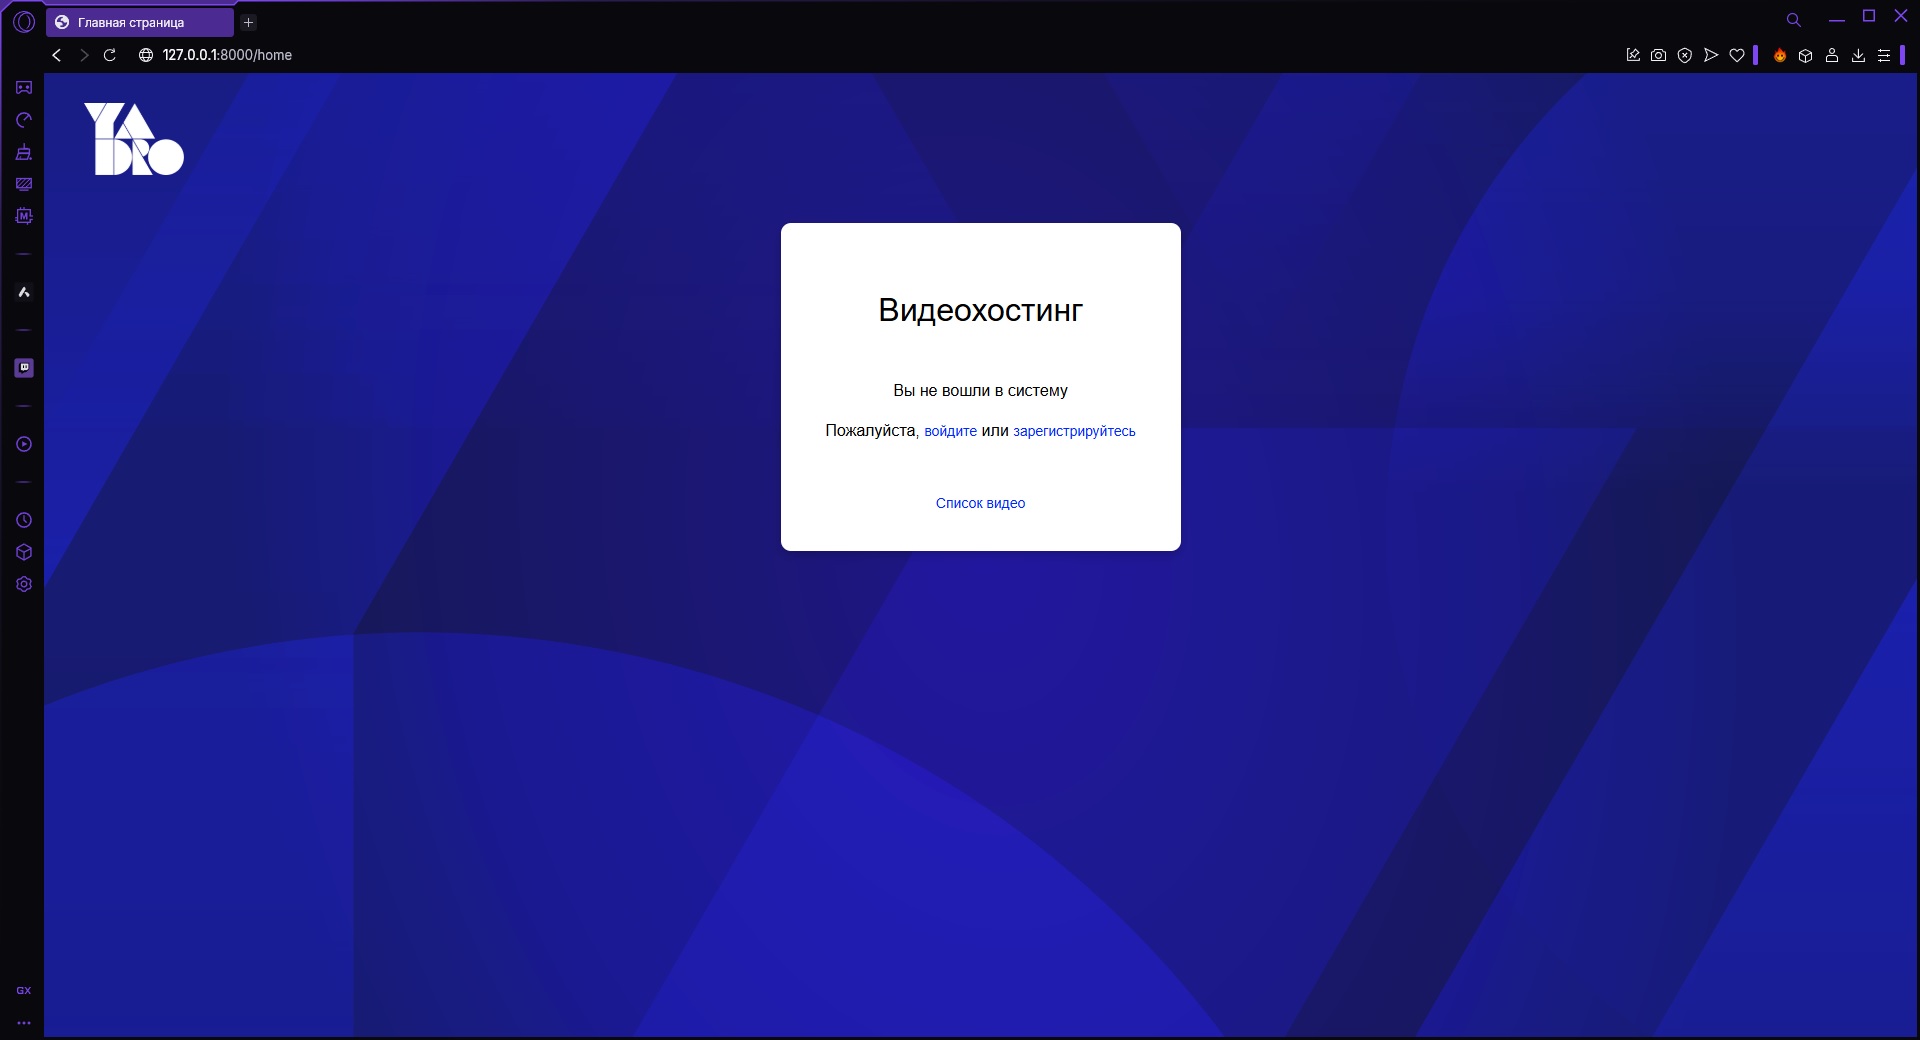 Главная страница
127.0.0.1:8000/home
YA
DRO
Видеохостинг
Вы не вошли в систему
Пожалуйста, войдите или зарегистрируйтесь
Список видео
M
GX